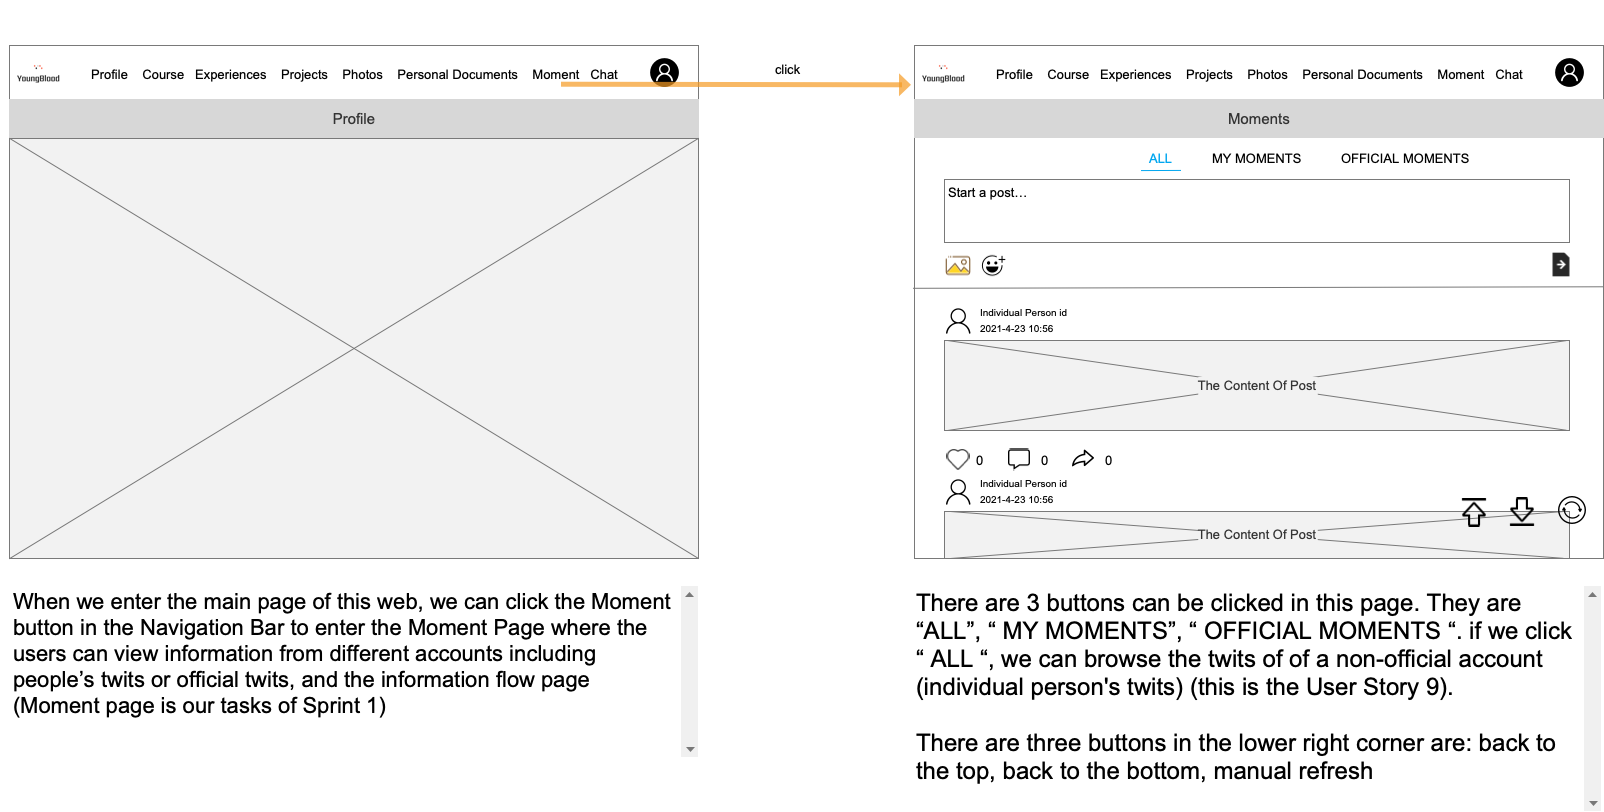 YoungBlood
Profile Course Experiences Projects Photos Personal Documents Moment Chat
Profile
click
YoungBlood
Profile Course Experiences Projects Photos Personal Documents Moment Chat
Moments
ALL MY MOMENTS OFFICIAL MOMENTS
Start a post...
Individual Person id
2021-4-23 10:56
The Content Of Post
0 0 0
Individual Person id
2021-4-23 10:56
The Content Of Post
When we enter the main page of this web, we can click the Moment
button in the Navigation Bar to enter the Moment Page where the
users can view information from different accounts including
people’s twits or official twits, and the information flow page
(Moment page is our tasks of Sprint 1)
There are 3 buttons can be clicked in this page. They are
“ALL”, “ MY MOMENTS”, “ OFFICIAL MOMENTS “. if we click
“ ALL “, we can browse the twits of of a non-official account
(individual person's twits) (this is the User Story 9).
There are three buttons in the lower right corner are: back to
the top, back to the bottom, manual refresh